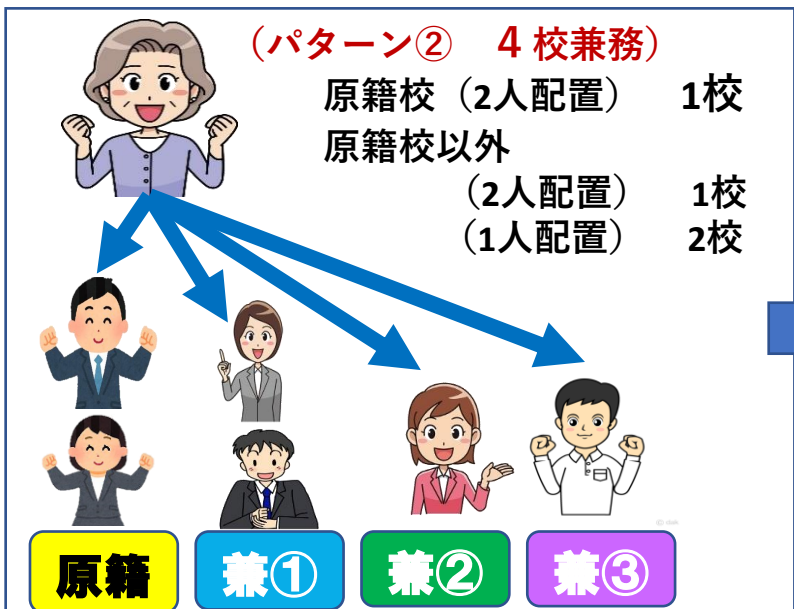 （パターン②　４校兼務）
原籍校（2人配置）　1校
原籍校以外
（2人配置）　1校
（1人配置）　2校
原籍　兼①　兼②　兼③